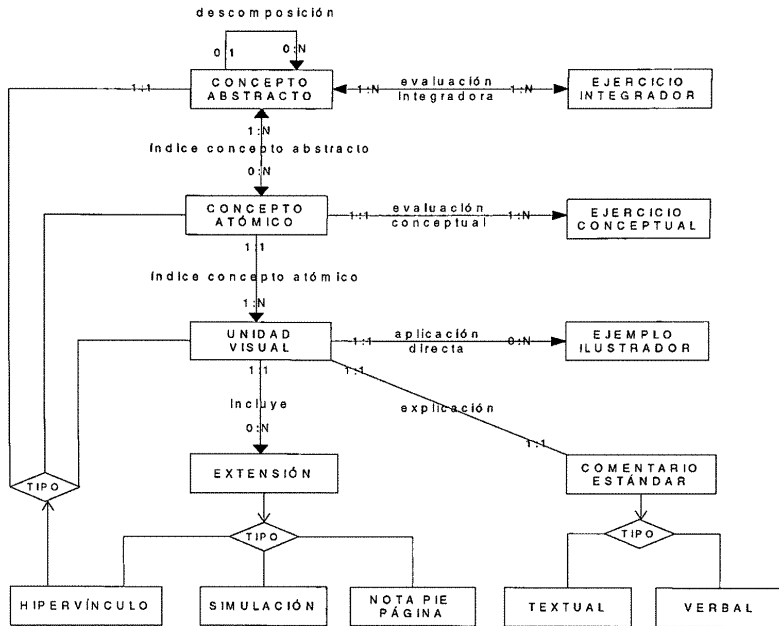 descomposición
0:1
0:N
1:1
CONCEPTO
ABSTRACTO
1:N
evaluación
integradora
1:N
EJERCICIO
INTEGRADOR
1:N
índice concepto abstracto
0:N
CONCEPTO
ATÓMICO
1:1
evaluación
conceptual
1:N
EJERCICIO
CONCEPTUAL
1:1
índice concepto atómico
1:N
UNIDAD
VISUAL
1:1
aplicación
directa
0:N
EJEMPLO
ILUSTRADOR
1:1
1:1
Incluye
explicación
0:N
1:1
EXTENSIÓN
COMENTARIO
ESTÁNDAR
TIPO
TIPO
TIPO
HIPERVÍNCULO
SIMULACIÓN
NOTA PIE
PÁGINA
TEXTUAL
VERBAL